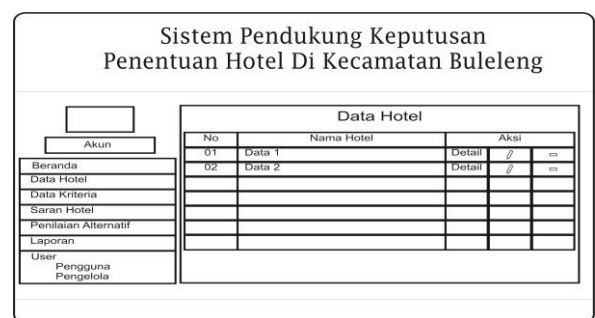 Sistem Pendukung Keputusan
Penentuan Hotel Di Kecamatan Buleleng
Akun
Beranda
Data Hotel
Data Kriteria
Saran Hotel
Penilaian Alternatif
Laporan
User
Pengguna
Pengelola
Data Hotel
No Nama Hotel Aksi
01 Data 1 Detail
02 Data 2 Detail